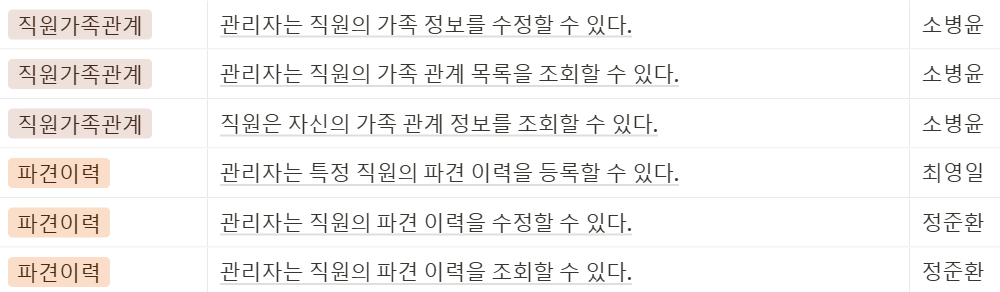 직원가족관계 관리자는 직원의 가족 정보를 수정할 수 있다. 소병윤
직원가족관계 관리자는 직원의 가족 관계 목록을 조회할 수 있다. 소병윤
직원가족관계 직원은 자신의 가족 관계 정보를 조회할 수 있다. 소병윤
파견이력 관리자는 특정 직원의 파견 이력을 등록할 수 있다. 최영일
파견이력 관리자는 직원의 파견 이력을 수정할 수 있다. 정준환
파견이력 관리자는 직원의 파견 이력을 조회할 수 있다. 정준환